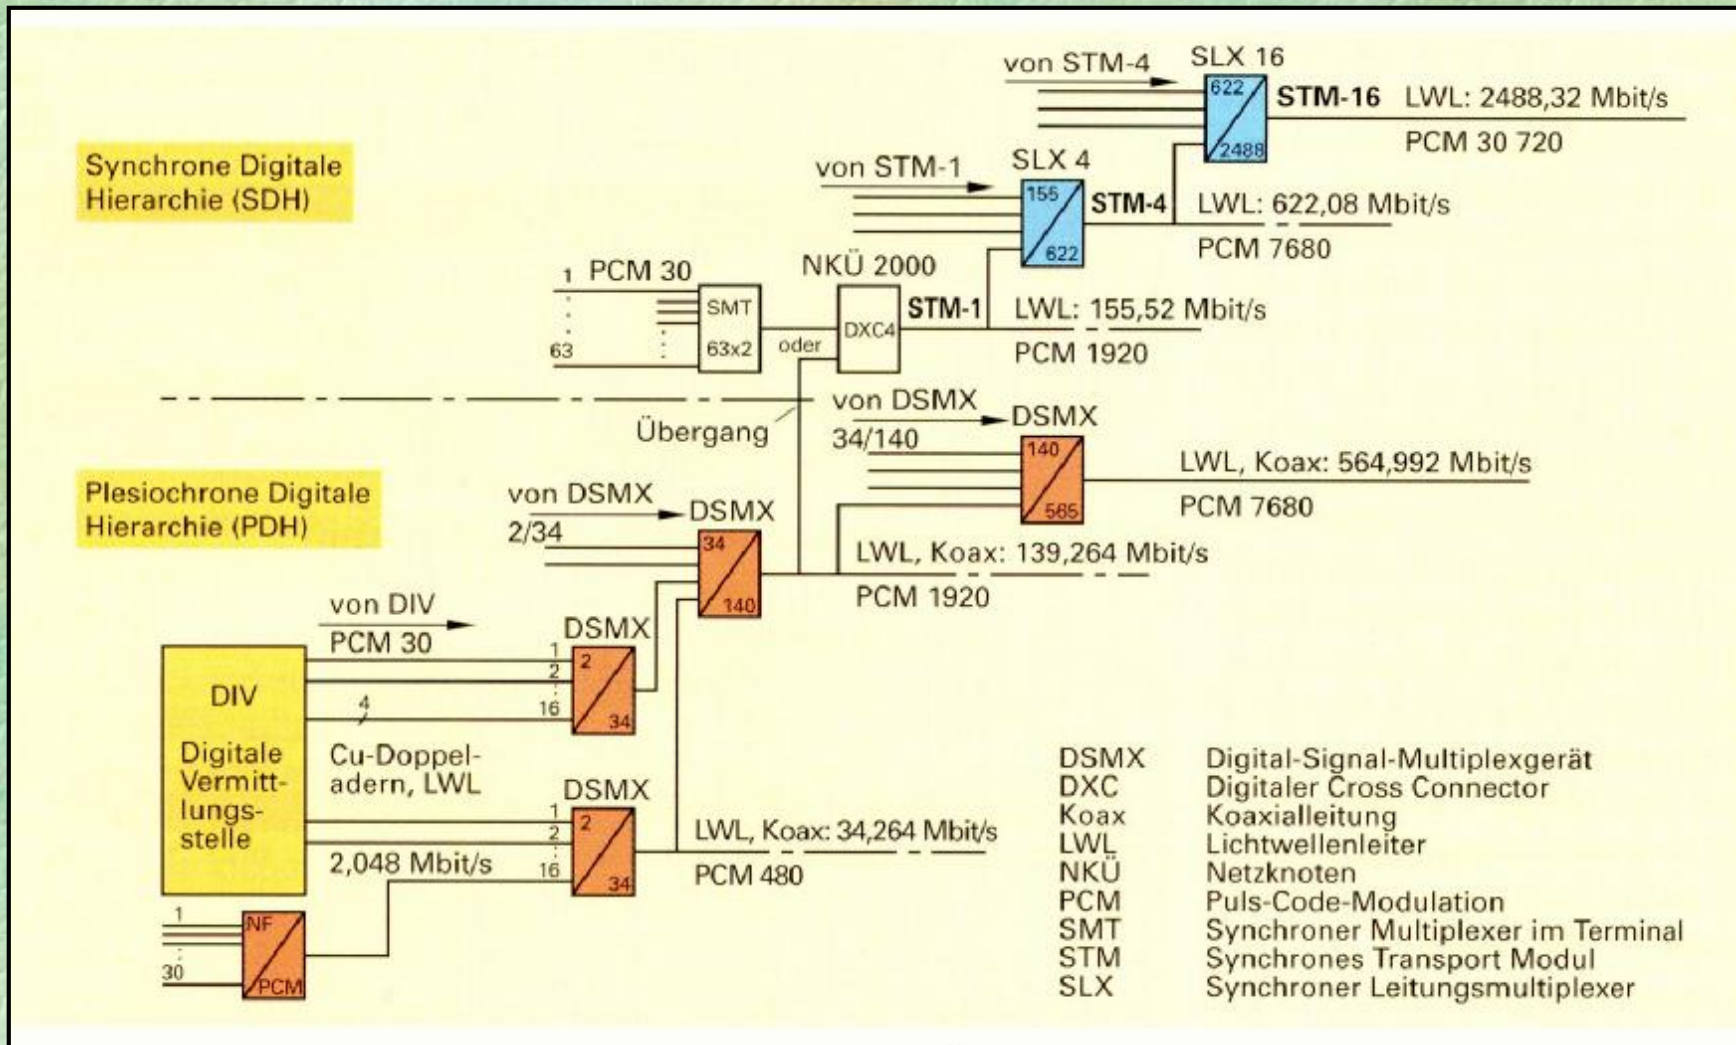 von STM-4
SLX 16
622
2488
STM-16 LWL: 2488,32 Mbit/s
PCM 30 720
Synchrone Digitale
Hierarchie (SDH)
von STM-1
SLX 4
155
622
STM-4 LWL: 622,08 Mbit/s
PCM 7680
1 PCM 30
63
SMT
63x2
oder
NKÜ 2000
DXC4
STM-1 LWL: 155,52 Mbit/s
PCM 1920
Übergang
von DSMX
34/140
DSMX
140
565
LWL, Koax: 564,992 Mbit/s
PCM 7680
Plesiochrone Digitale
Hierarchie (PDH)
von DSMX
2/34
DSMX
34
140
LWL, Koax: 139,264 Mbit/s
PCM 1920
von DIV
PCM 30
DSMX
1
2
16
2
34
4
DIV
Digitale
Vermitt-
lungs-
stelle
Cu-Doppel-
adern, LWL
DSMX
1
2
16
2
34
2,048 Mbit/s
LWL, Koax: 34,264 Mbit/s
PCM 480
1
30
NF
PCM
DSMX Digital-Signal-Multiplexgerät
DXC Digitaler Cross Connector
Koax Koaxialleitung
LWL Lichtwellenleiter
NKÜ Netzknoten
PCM Puls-Code-Modulation
SMT Synchroner Multiplexer im Terminal
STM Synchrones Transport Modul
SLX Synchroner Leitungsmultiplexer